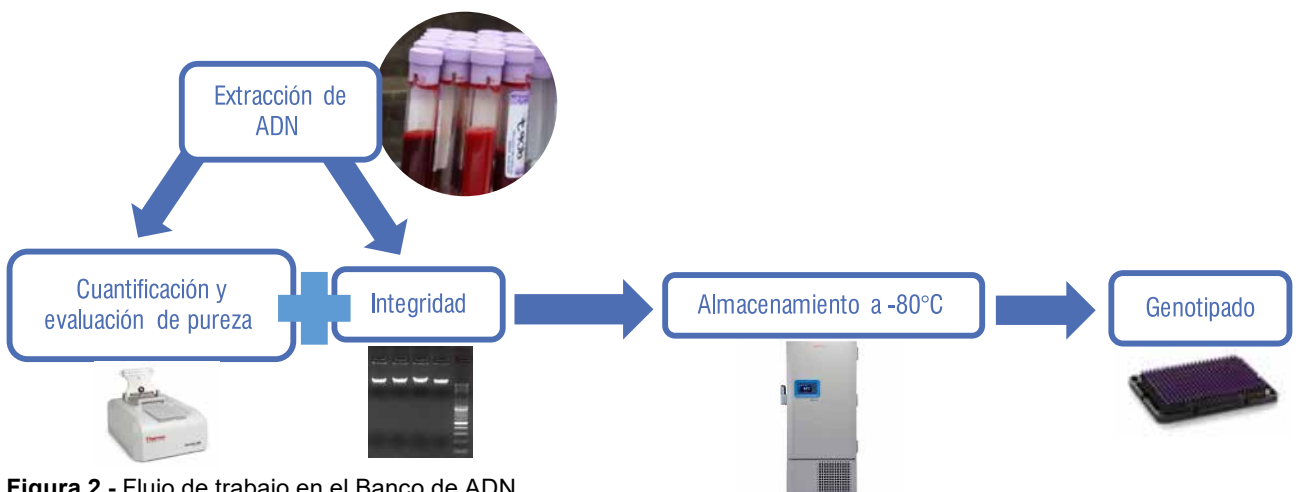 Extracción de
ADN
Cuantificación y
evaluación de pureza
Integridad
Almacenamiento a -80°C
Genotipado
Thermo
Figura 2 - Flujo de trabajo en el Banco de ADN